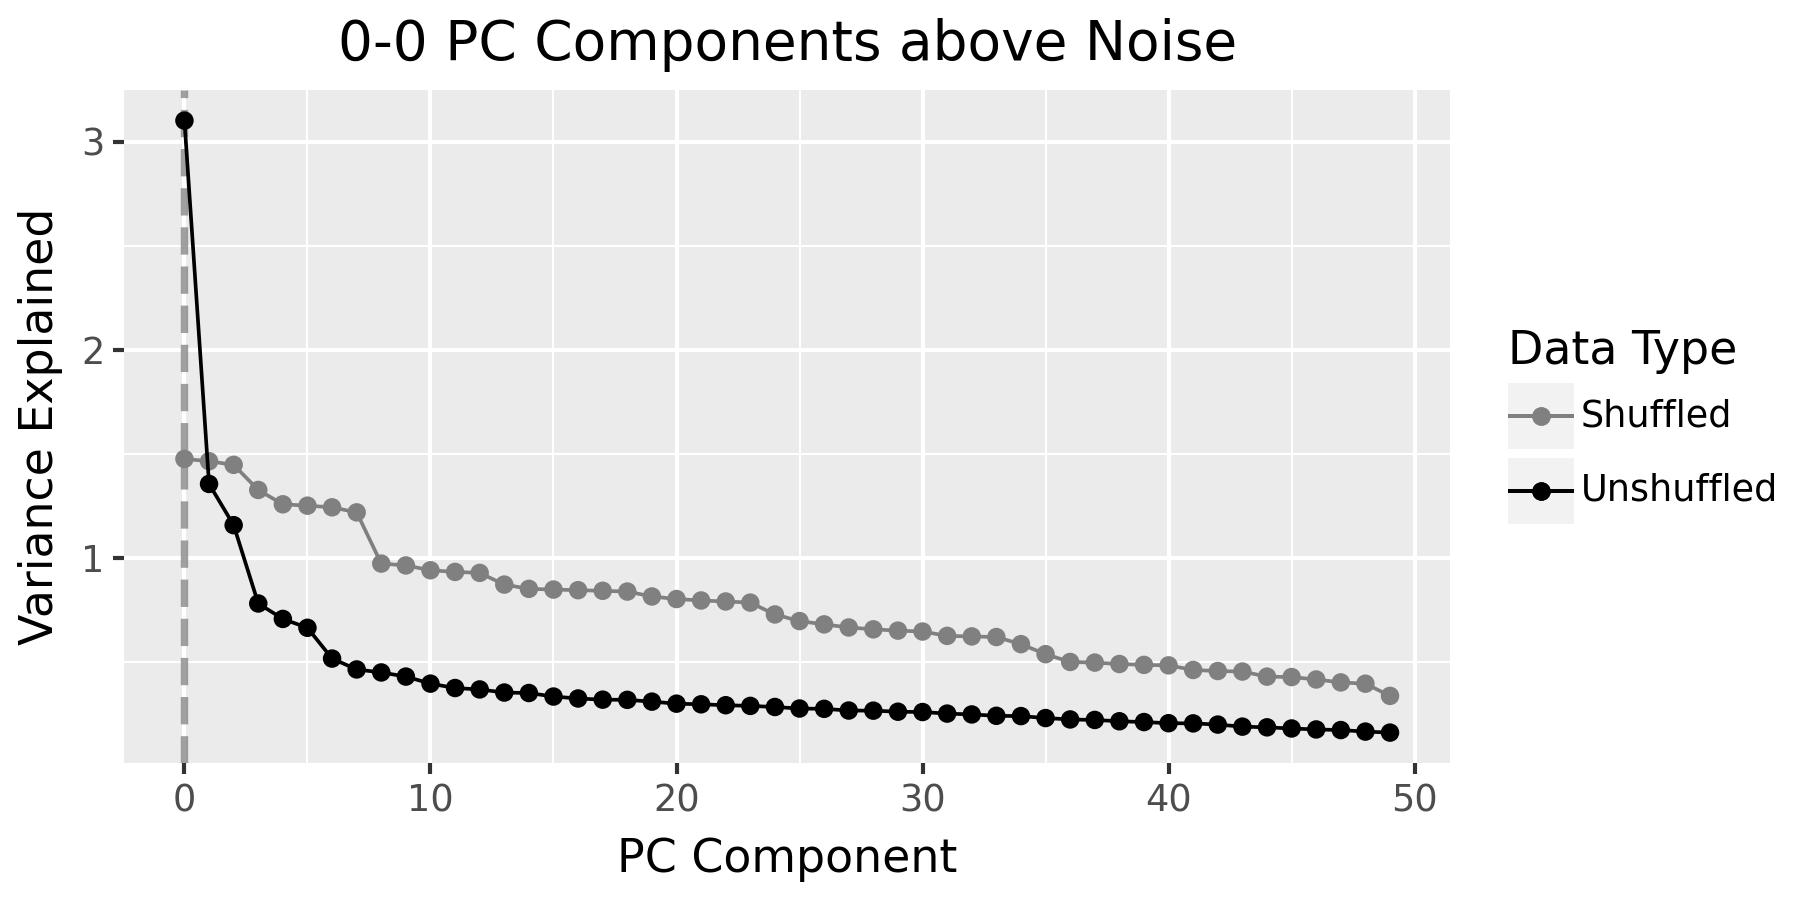 0-0 PC Components above Noise
Variance Explained
3
2
1
0 10 20 30 40 50
PC Component
Data Type
Shuffled
Unshuffled